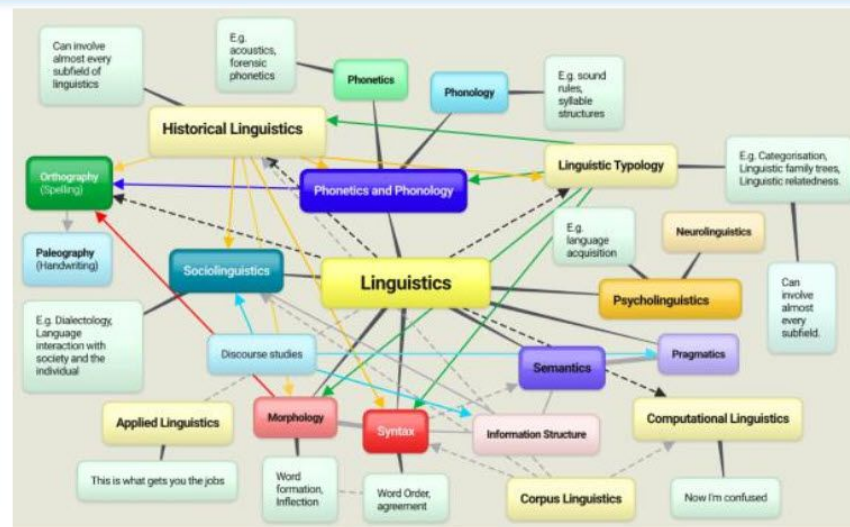 Can involve
almost every
subfield of
linguistics
E.g.
acoustics,
forensic
phonetics
Phonetics
Phonology
E.g. sound
rules,
syllable
structures
Historical Linguistics
Linguistic Typology
E.g. Categorisation,
Linguistic family trees,
Linguistic relatedness.
Orthography
(Spelling)
Phonetics and Phonology
Paleography
(Handwriting)
Sociolinguistics
Linguistics
E.g.
language
acquisition
Neurolinguistics
Psycholinguistics
Can
involve
almost
every
subfield.
E.g. Dialectology,
Language
interaction with
society and the
individual
Discourse studies
Semantics
Pragmatics
Applied Linguistics
Morphology
Syntax
Information Structure
Computational Linguistics
This is what gets you the jobs
Word
formation,
Inflection
Word Order,
agreement
Corpus Linguistics
Now I'm confused